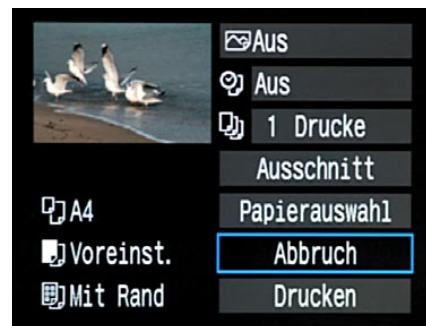 Aus
Aus
1 Drucke
Ausschnitt
A4
Papierauswahl
Voreinst.
Abbruch
Mit Rand
Drucken